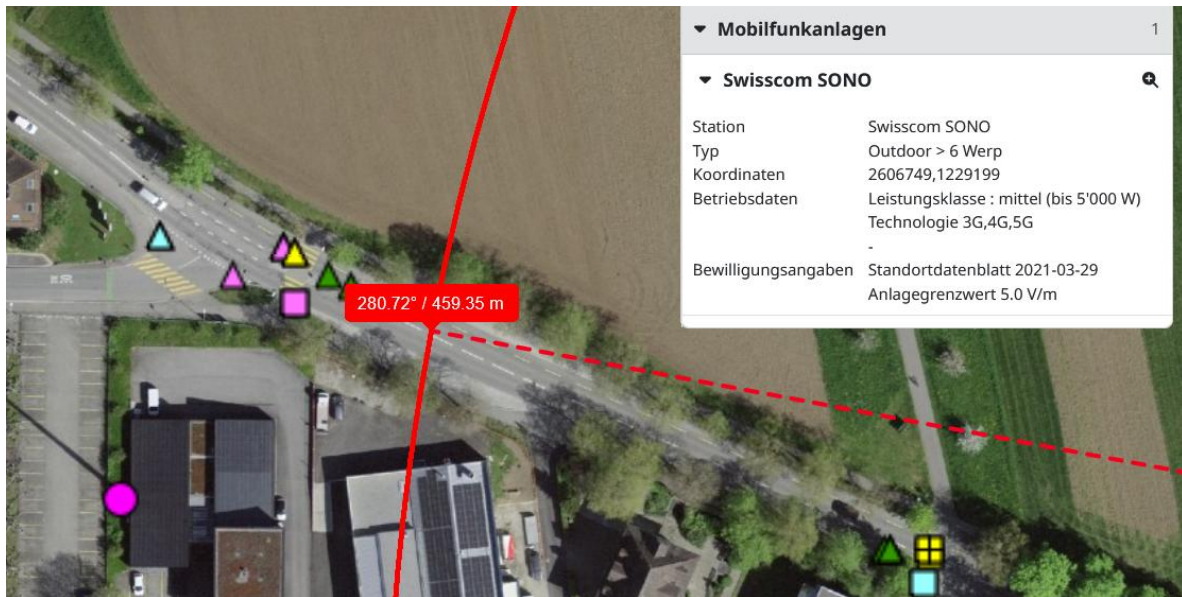 Mobilfunkanlagen 1
Swisscom SONO
Station Swisscom SONO
Typ Outdoor > 6 Werp
Koordinaten 2606749,1229199
Betriebsdaten Leistungsklasse : mittel (bis 5'000 W)
Technologie 3G,4G,5G
-
Bewilligungsangaben Standortdatenblatt 2021-03-29
Anlagegrenzwert 5.0 V/m
280.72° / 459.35 m